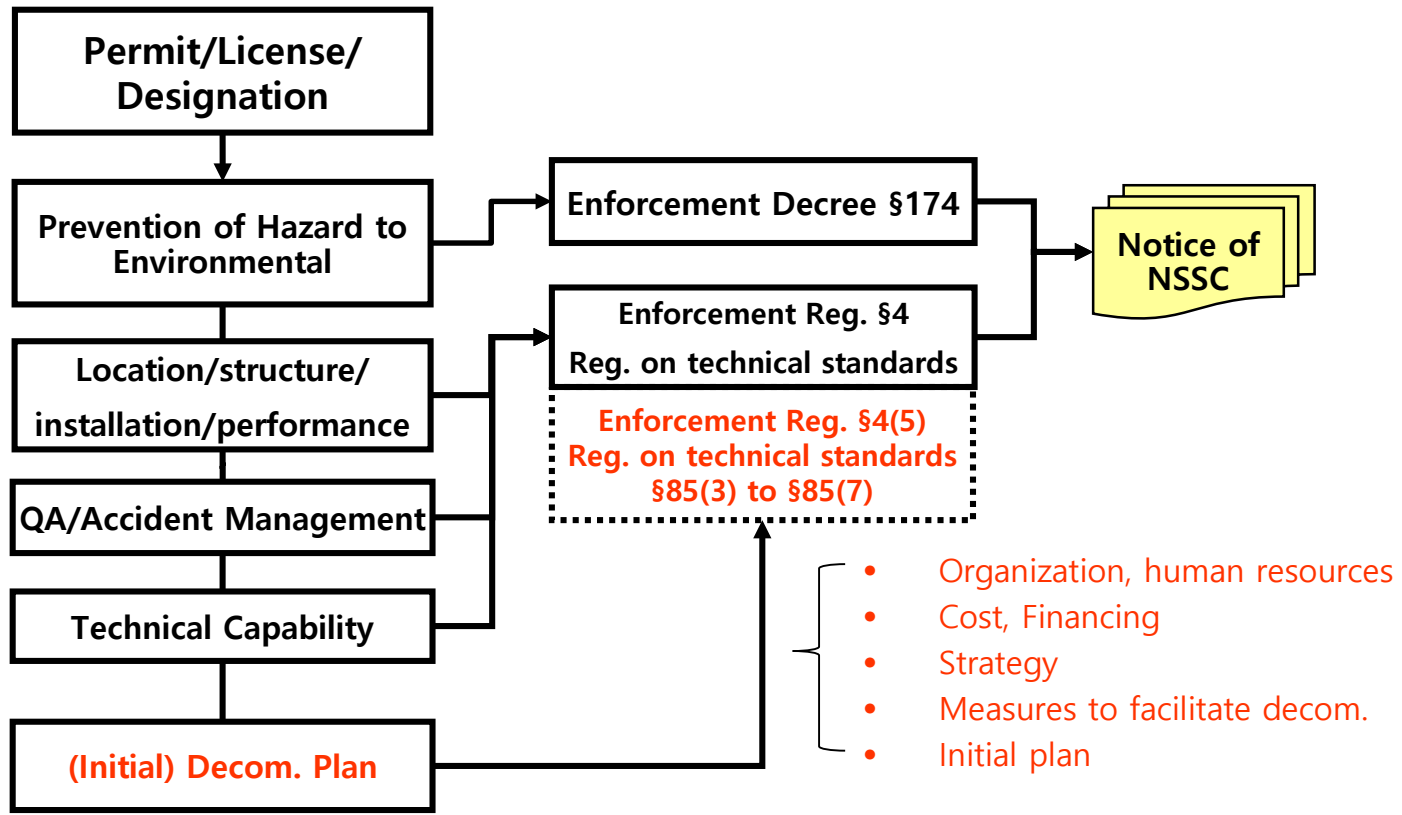 Permit/License/
Designation
Prevention of Hazard to
Environmental
Location/structure/
installation/performance
QA/Accident Management
Technical Capability
(Initial) Decom. Plan
Enforcement Decree §174
Enforcement Reg. §4
Reg. on technical standards
Enforcement Reg. §4(5)
Reg. on technical standards
§85(3) to §85(7)
Notice of
NSSC
• Organization, human resources
• Cost, Financing
• Strategy
• Measures to facilitate decom.
• Initial plan